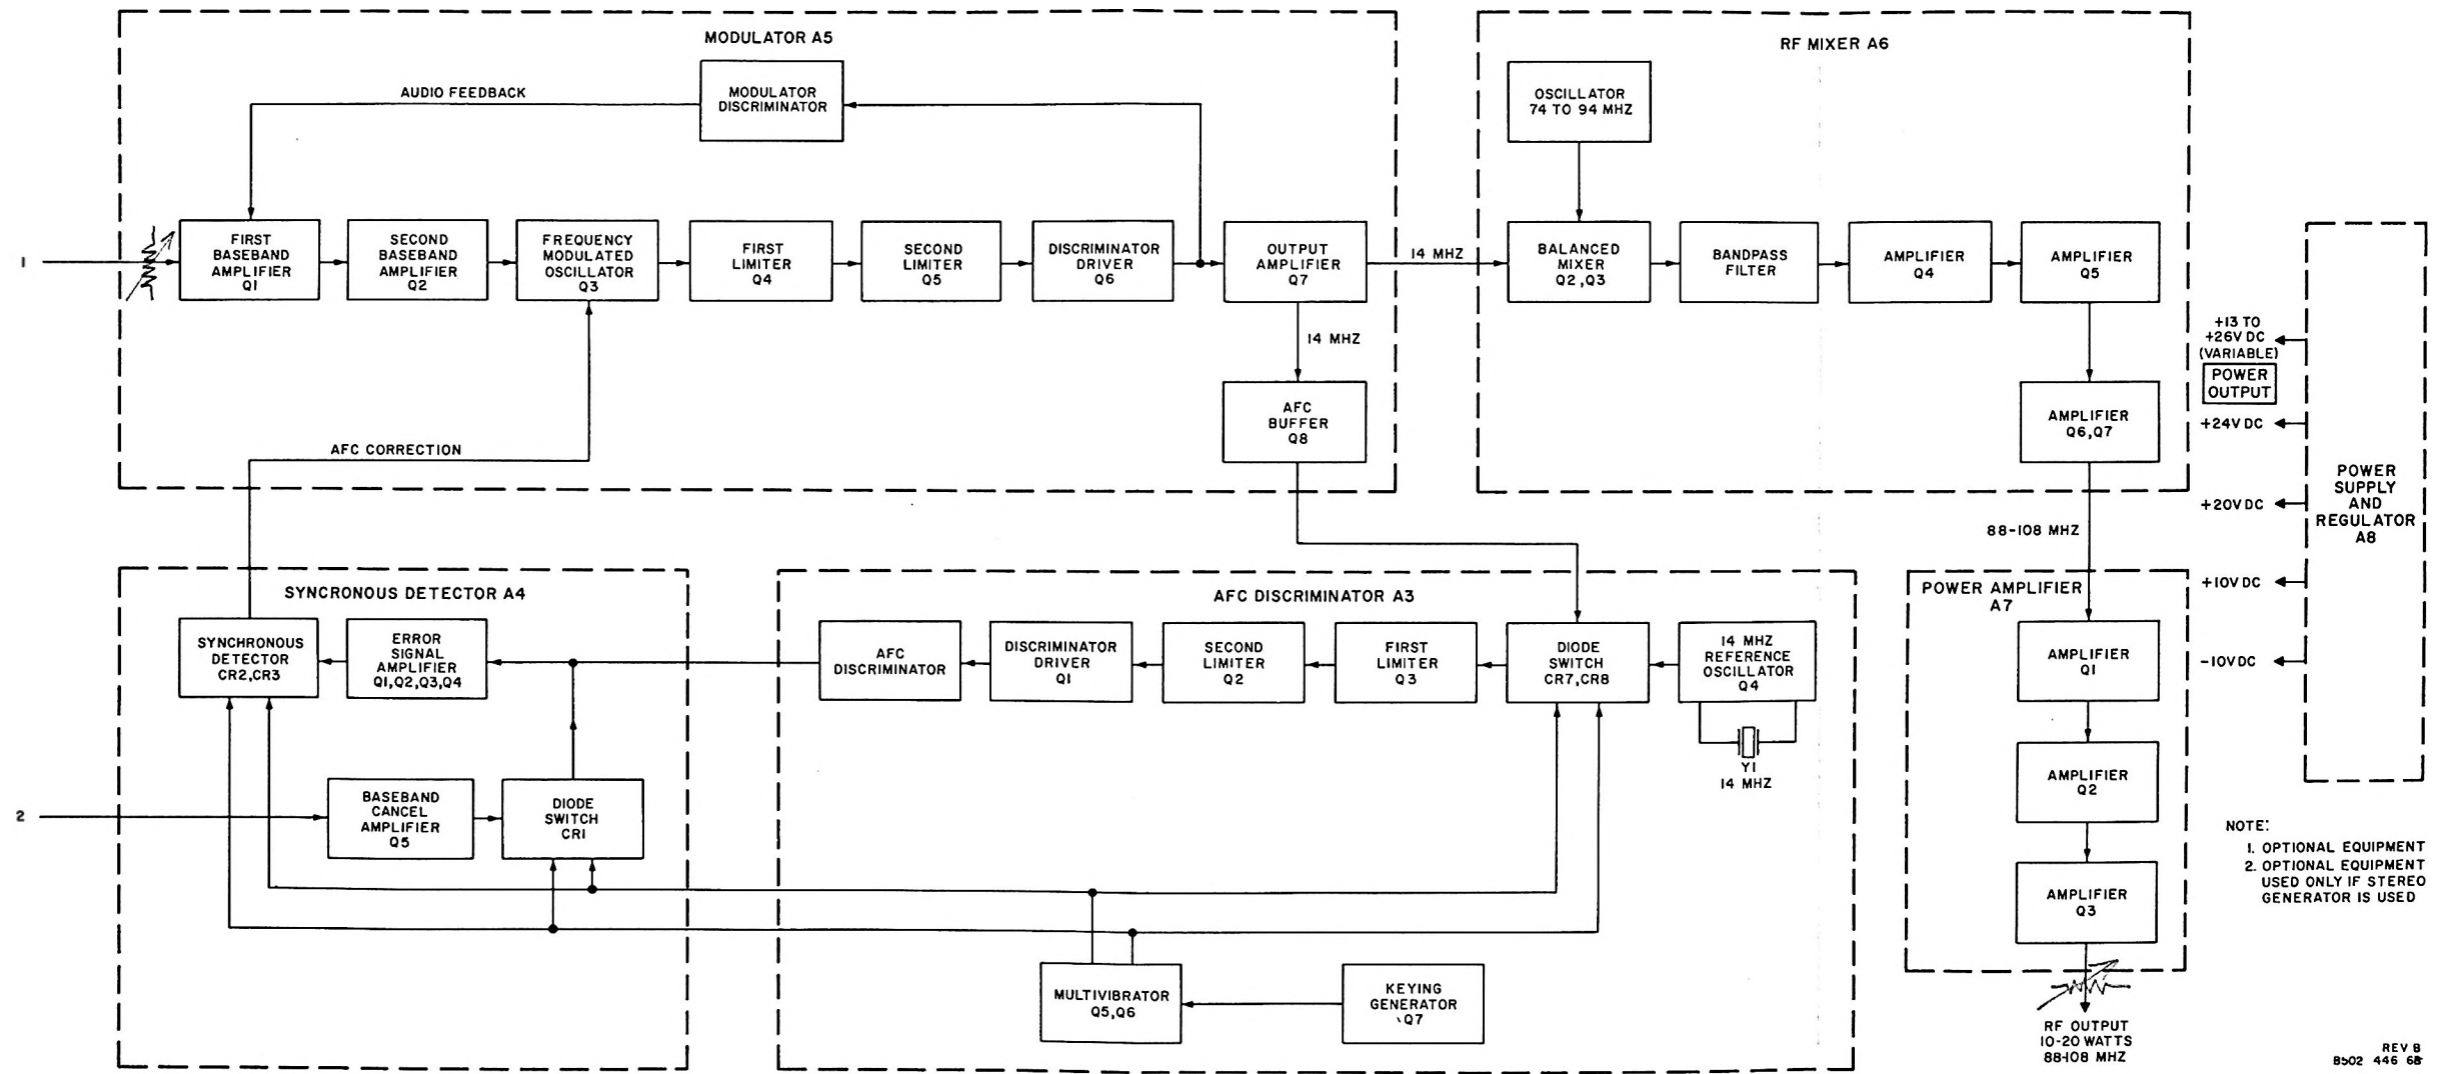 MODULATOR A5
AUDIO FEEDBACK
MODULATOR
DISCRIMINATOR
1
FIRST
BASEBAND
AMPLIFIER
Q1
SECOND
BASEBAND
AMPLIFIER
Q2
FREQUENCY
MODULATED
OSCILLATOR
Q3
FIRST
LIMITER
Q4
SECOND
LIMITER
Q5
DISCRIMINATOR
DRIVER
Q6
OUTPUT
AMPLIFIER
Q7
14 MHZ
14 MHZ
AFC
BUFFER
Q8
AFC CORRECTION
RF MIXER A6
OSCILLATOR
74 TO 94 MHZ
BALANCED
MIXER
Q2,Q3
BANDPASS
FILTER
AMPLIFIER
Q4
AMPLIFIER
Q5
AMPLIFIER
Q6,Q7
88-108 MHZ
+13 TO
+26V DC
(VARIABLE)
POWER
OUTPUT
+24V DC
+20V DC
+10V DC
-10V DC
POWER
SUPPLY
AND
REGULATOR
A8
SYNCRONOUS DETECTOR A4
SYNCHRONOUS
DETECTOR
CR2,CR3
ERROR
SIGNAL
AMPLIFIER
Q1,Q2,Q3,Q4
2
BASEBAND
CANCEL
AMPLIFIER
Q5
DIODE
SWITCH
CR1
AFC DISCRIMINATOR A3
AFC
DISCRIMINATOR
DISCRIMINATOR
DRIVER
Q1
SECOND
LIMITER
Q2
FIRST
LIMITER
Q3
DIODE
SWITCH
CR7,CR8
14 MHZ
REFERENCE
OSCILLATOR
Q4
Y1
14 MHZ
MULTIVIBRATOR
Q5,Q6
KEYING
GENERATOR
Q7
POWER AMPLIFIER
A7
AMPLIFIER
Q1
AMPLIFIER
Q2
AMPLIFIER
Q3
RF OUTPUT
10-20 WATTS
88-108 MHZ
NOTE:
1. OPTIONAL EQUIPMENT
2. OPTIONAL EQUIPMENT
USED ONLY IF STEREO
GENERATOR IS USED
REV B
8502 446 6B